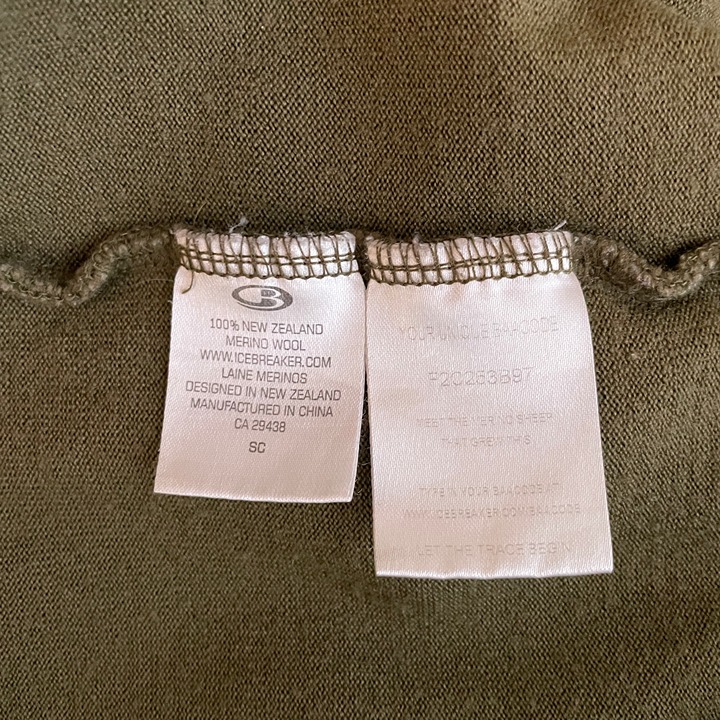 100% NEW ZEALAND
MERINO WOOL
WWW.ICEBREAKER.COM
LAINE MERINOS
DESIGNED IN NEW ZEALAND
MANUFACTURED IN CHINA
CA 29438
SC
YOUR UNIQUE BAACODE
F20263B97
MEET THE MERINO SHEEP
THAT GREW THIS
TYPE IN YOUR BAACODE AT:
WWW.ICEBREAKER.COM/BAACODE
LET THE TRACE BEGIN